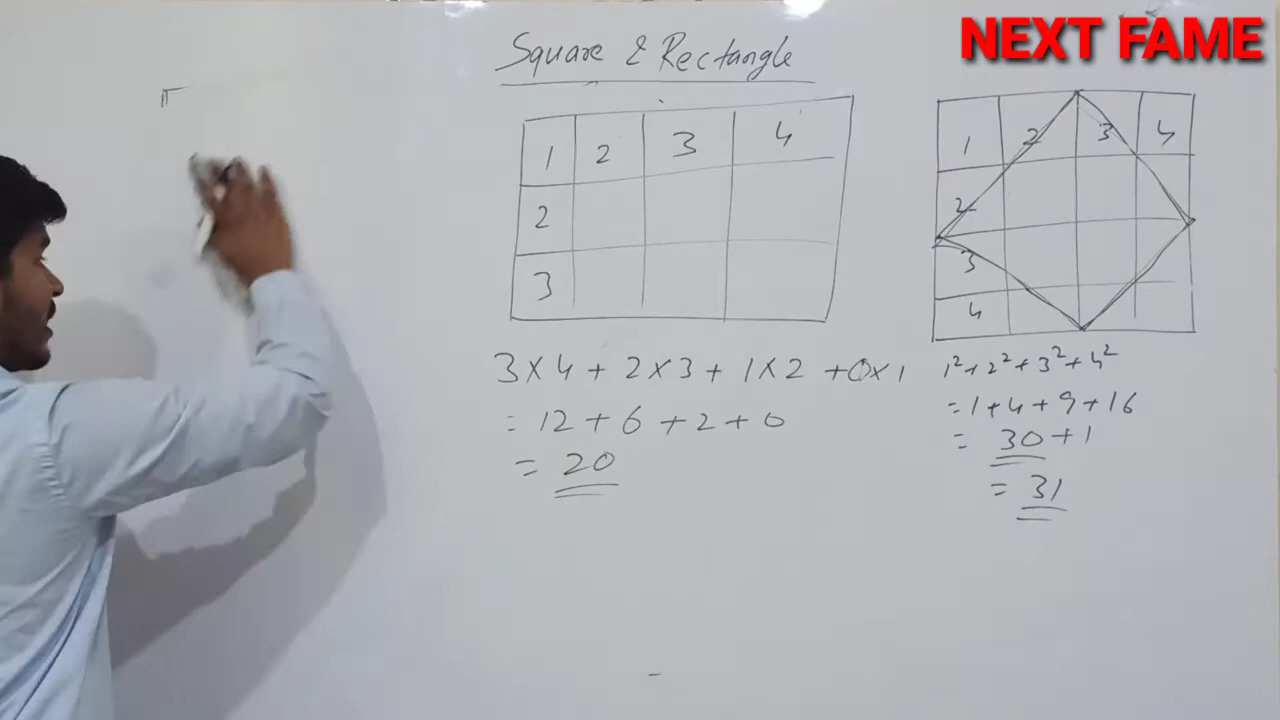 NEXT FAME
Square & Rectangle
1 2 3 4
2
3
3×4 + 2×3 + 1×2 + 0×1
= 12 + 6 + 2 + 0
= 20
1 2 3 4
2
3
4
1² + 2² + 3² + 4²
= 1 + 4 + 9 + 16
= 30 + 1
= 31